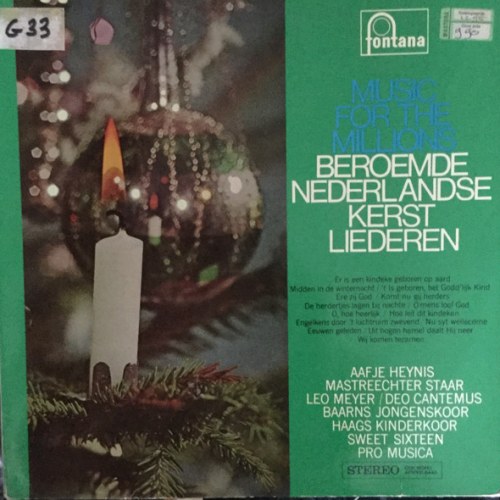 G33
fontana
MUSIC
FOR THE
MILLIONS
BEROEMDE
NEDERLANDSE
KERST
LIEDEREN
Er is een kindeke geboren op aard
Midden in de winternacht / 't Is geboren, het Godd'lijk Kind
Ere zij God / Komt nu gij herders
De herdertjes lagen bij nachte / O mens lou! God
O, hoe heerlijk / Hoe leit dit kindeken
Engelkens door 't luchtruim zwevend / Nu syt wellecome
Eeuwen geleden / Uit hogen hemel daalt Hij neer
Wij komen tezamen
AAFJE HEYNIS
MASTREECHTER STAAR
LEO MEYER / DEO CANTEMUS
BAARNS JONGENSKOOR
HAAGS KINDERKOOR
SWEET SIXTEEN
PRO MUSICA
STEREO